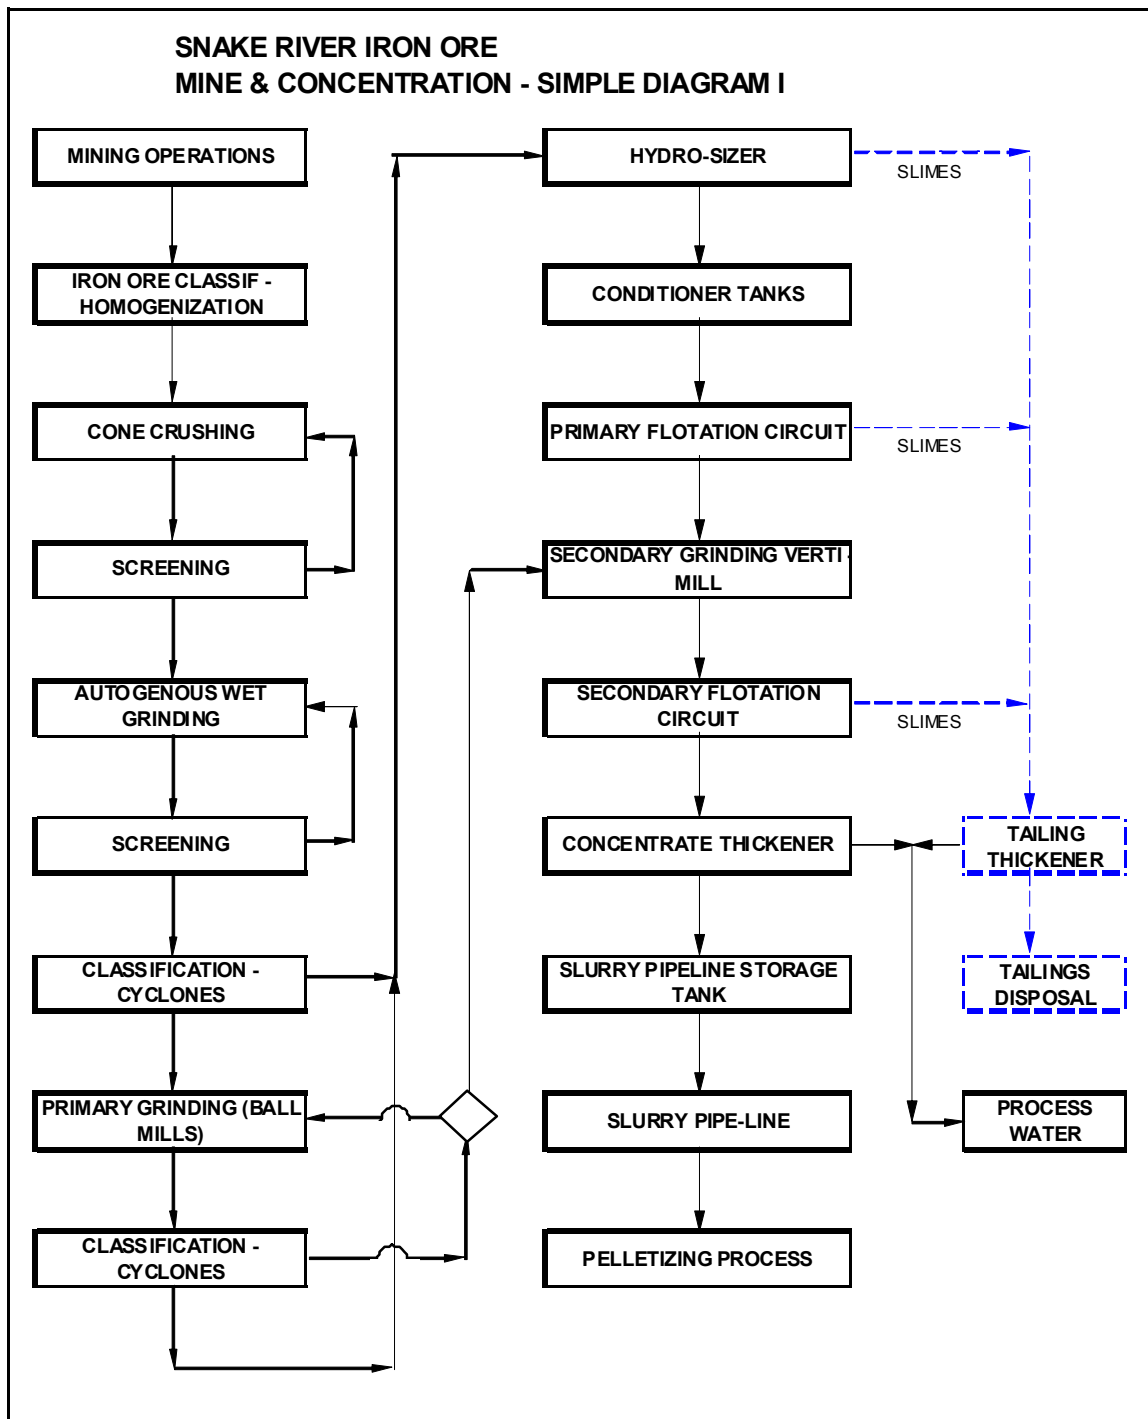 SNAKE RIVER IRON ORE
MINE & CONCENTRATION - SIMPLE DIAGRAM I
MINING OPERATIONS
IRON ORE CLASSIF -
HOMOGENIZATION
CONE CRUSHING
SCREENING
AUTOGENOUS WET
GRINDING
SCREENING
CLASSIFICATION -
CYCLONES
PRIMARY GRINDING (BALL
MILLS)
CLASSIFICATION -
CYCLONES
HYDRO-SIZER
SLIMES
CONDITIONER TANKS
PRIMARY FLOTATION CIRCUIT
SLIMES
SECONDARY GRINDING VERTI -
MILL
SECONDARY FLOTATION
CIRCUIT
SLIMES
CONCENTRATE THICKENER
TAILING
THICKENER
SLURRY PIPELINE STORAGE
TANK
TAILINGS
DISPOSAL
SLURRY PIPE-LINE
PROCESS
WATER
PELLETIZING PROCESS